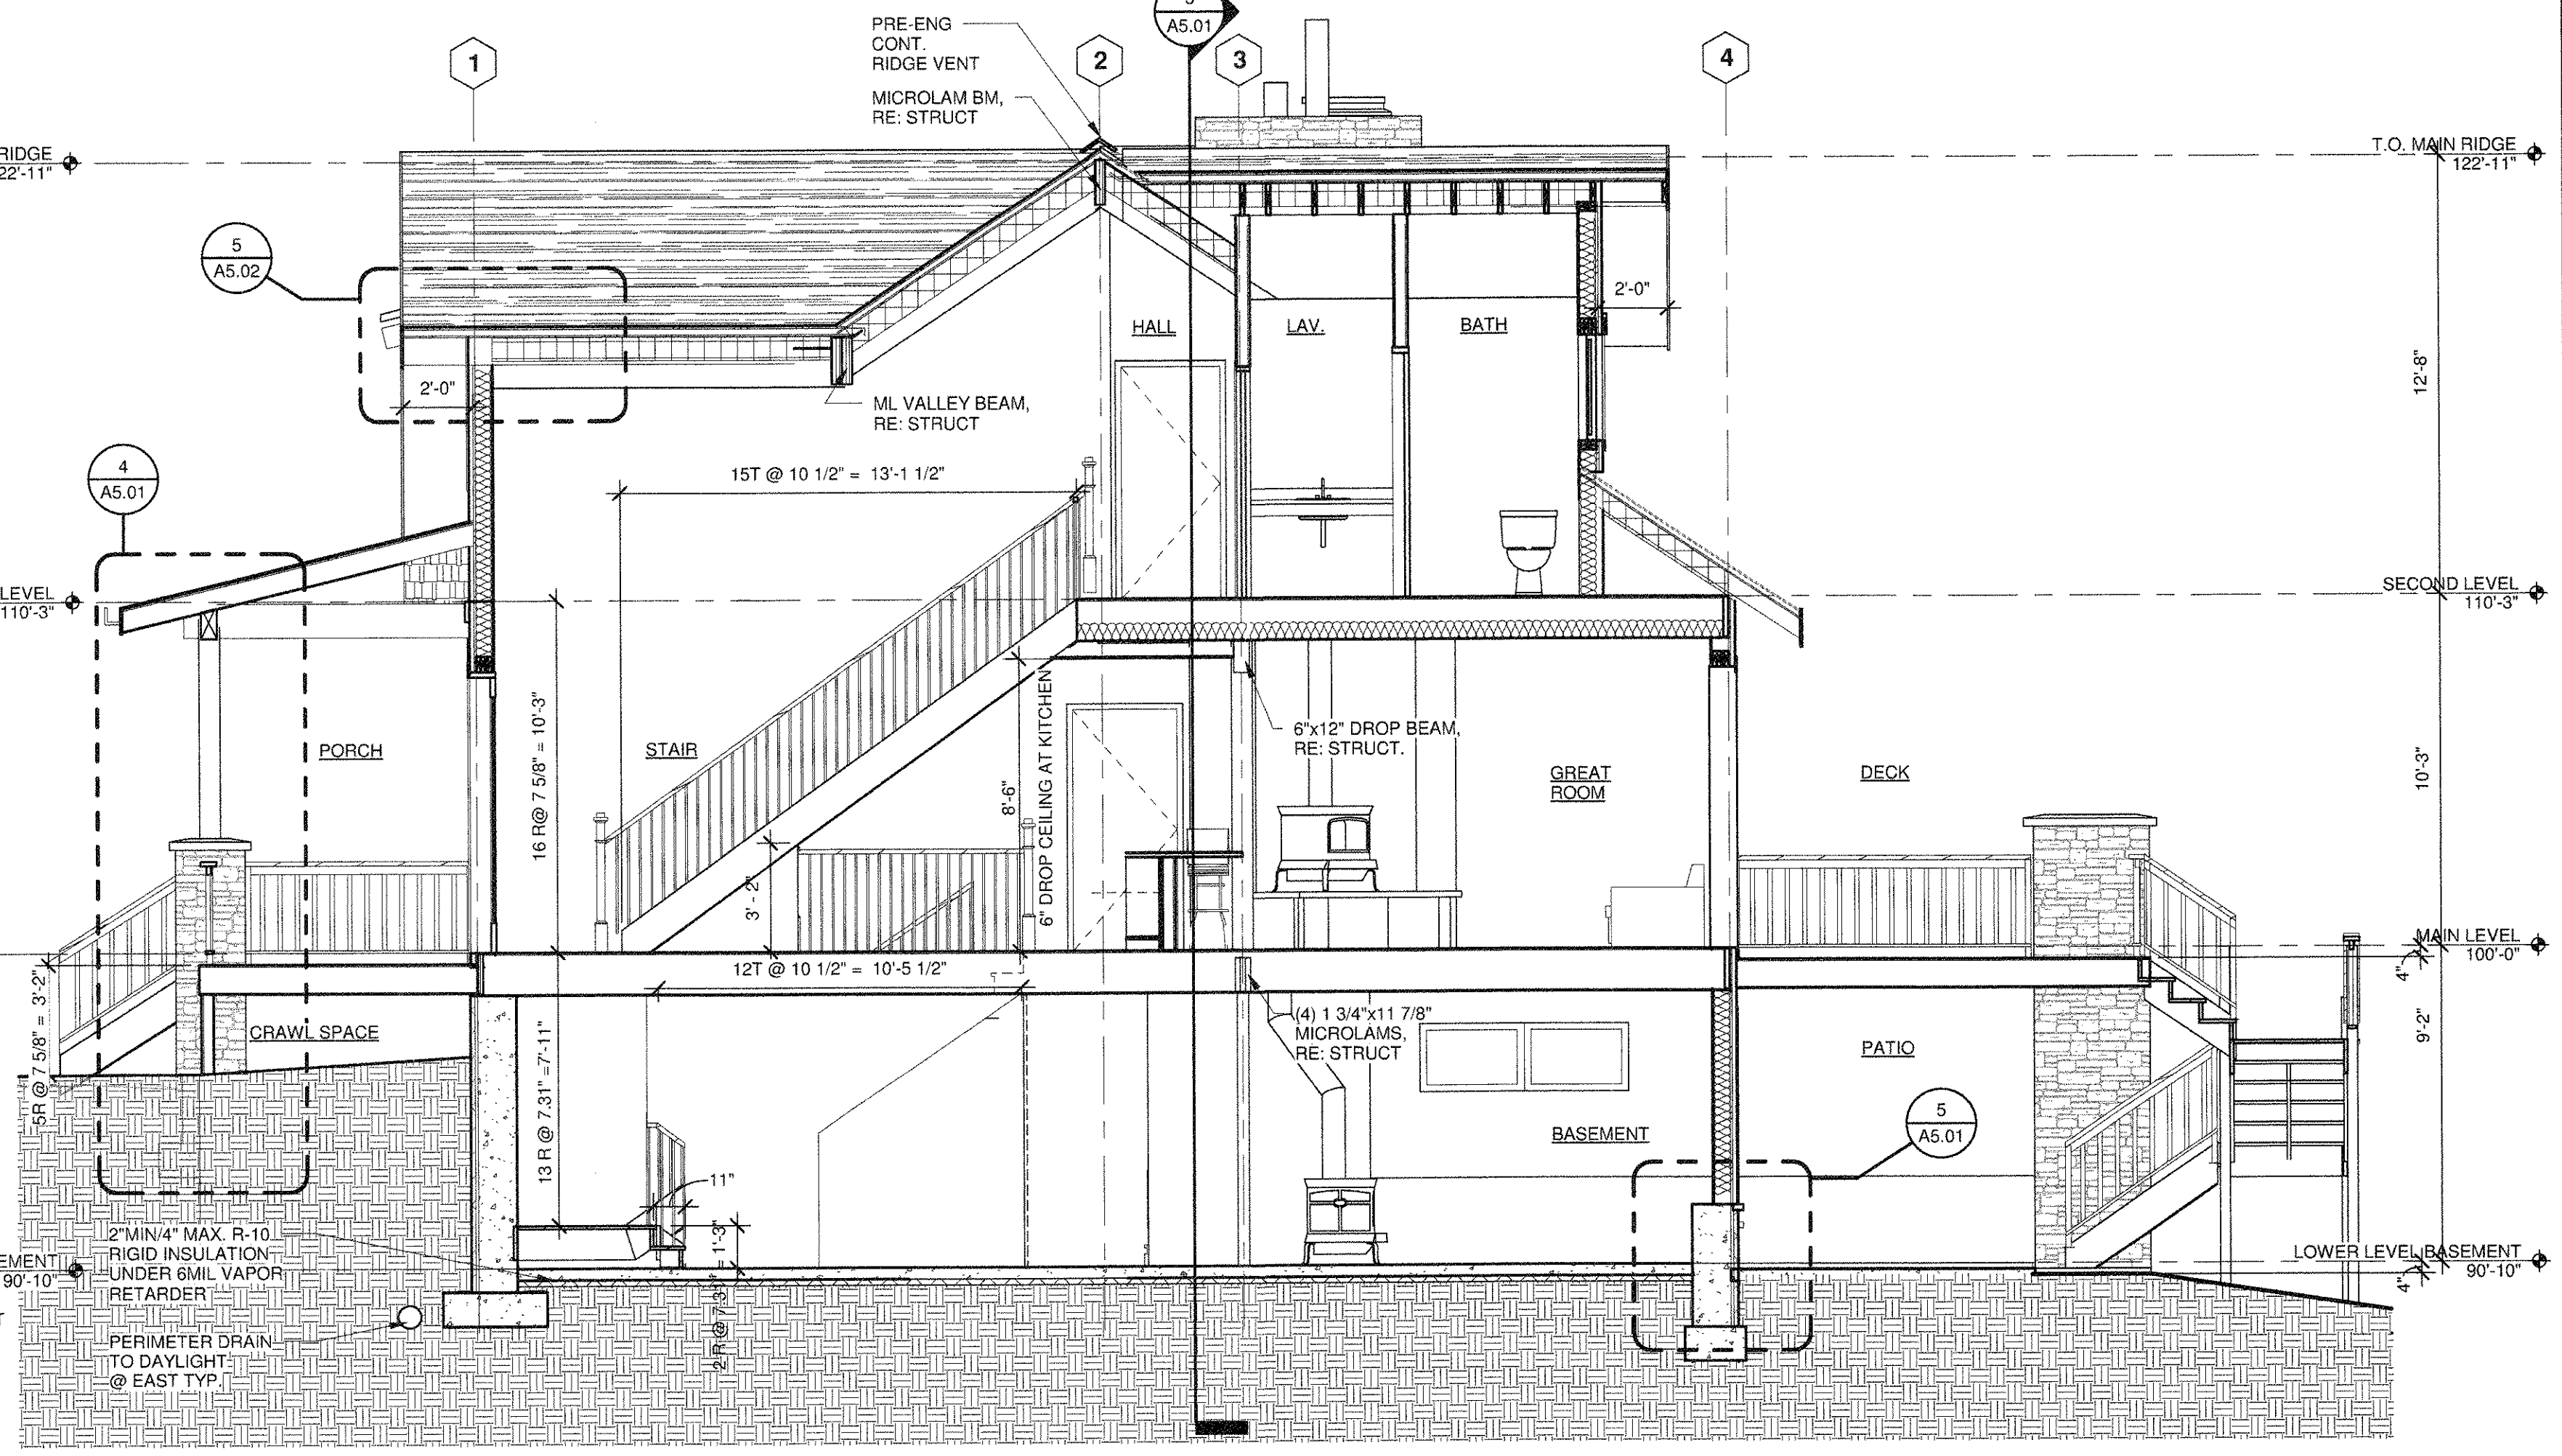 PRE-ENG
CONT.
RIDGE VENT
MICROLAM BM,
RE: STRUCT
A5.01
1
2
3
4
RIDGE
22'-11"
T.O. MAIN RIDGE
122'-11"
5
A5.02
2'-0"
2'-0"
HALL
LAV.
BATH
12'-8"
ML VALLEY BEAM,
RE: STRUCT
4
A5.01
15T @ 10 1/2" = 13'-1 1/2"
LEVEL
110'-3"
SECOND LEVEL
110'-3"
PORCH
STAIR
16 R@ 7 5/8" = 10'-3"
8'-6"
6" DROP CEILING AT KITCHEN
6"x12" DROP BEAM,
RE: STRUCT.
GREAT
ROOM
DECK
10'-3"
3'-2"
MAIN LEVEL
100'-0"
4"
12T @ 10 1/2" = 10'-5 1/2"
5R @ 7 5/8" = 3'-2"
CRAWL SPACE
(4) 1 3/4"x11 7/8"
MICROLAMS,
RE: STRUCT
PATIO
9'-2"
13 R @ 7.31" =7'-11"
BASEMENT
5
A5.01
11"
2"MIN/4" MAX. R-10
RIGID INSULATION
UNDER 6MIL VAPOR
RETARDER
2 R@ 7.3 = 1'-3"
EMENT
90'-10"
LOWER LEVEL BASEMENT
90'-10"
4"
PERIMETER DRAIN
TO DAYLIGHT
@ EAST TYP.